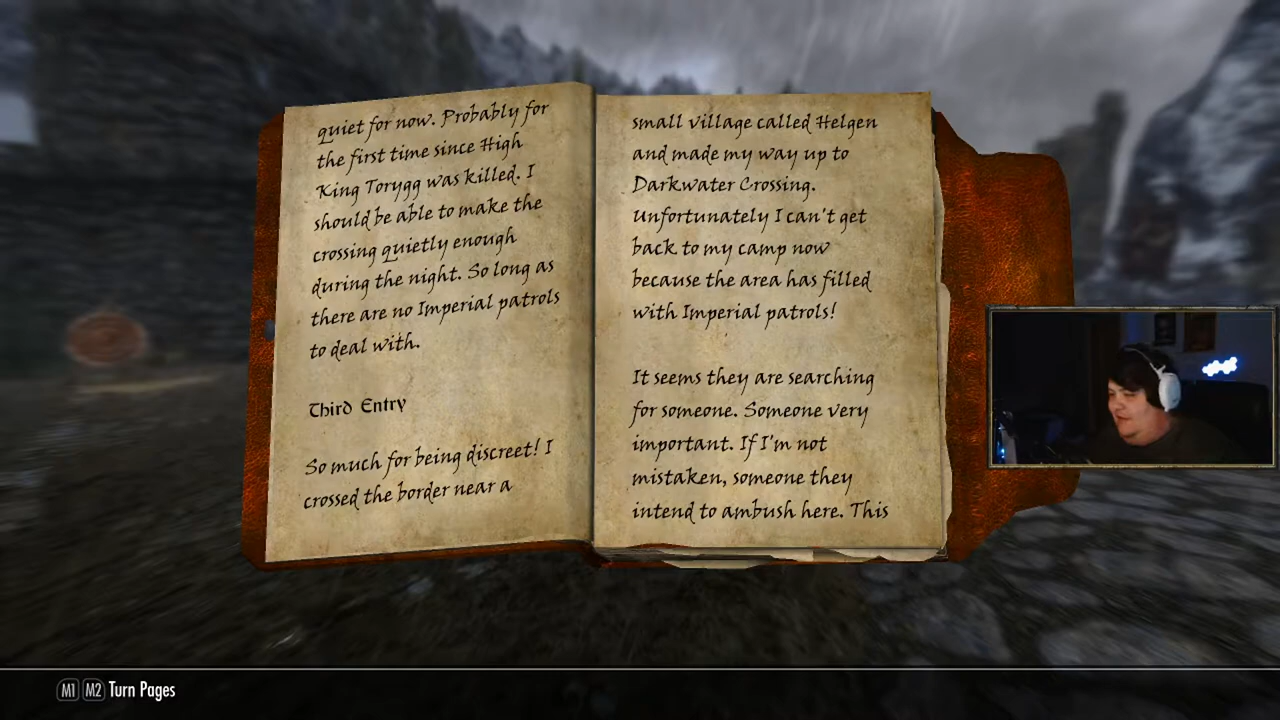 quiet for now. Probably for
the first time since High
King Torygg was killed. I
should be able to make the
crossing quietly enough
during the night. So long as
there are no Imperial patrols
to deal with.
Third Entry
So much for being discreet! I
crossed the border near a
small village called Helgen
and made my way up to
Darkwater Crossing.
Unfortunately I can't get
back to my camp now
because the area has filled
with Imperial patrols!
It seems they are searching
for someone. Someone very
important. If I'm not
mistaken, someone they
intend to ambush here. This
M1 M2 Turn Pages